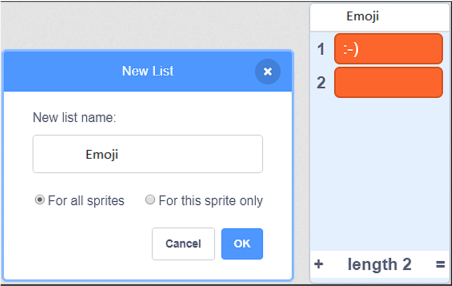 New List
New list name:
Emoji
For all sprites For this sprite only
Cancel OK
Emoji
1 :-)
2
+ length 2 =